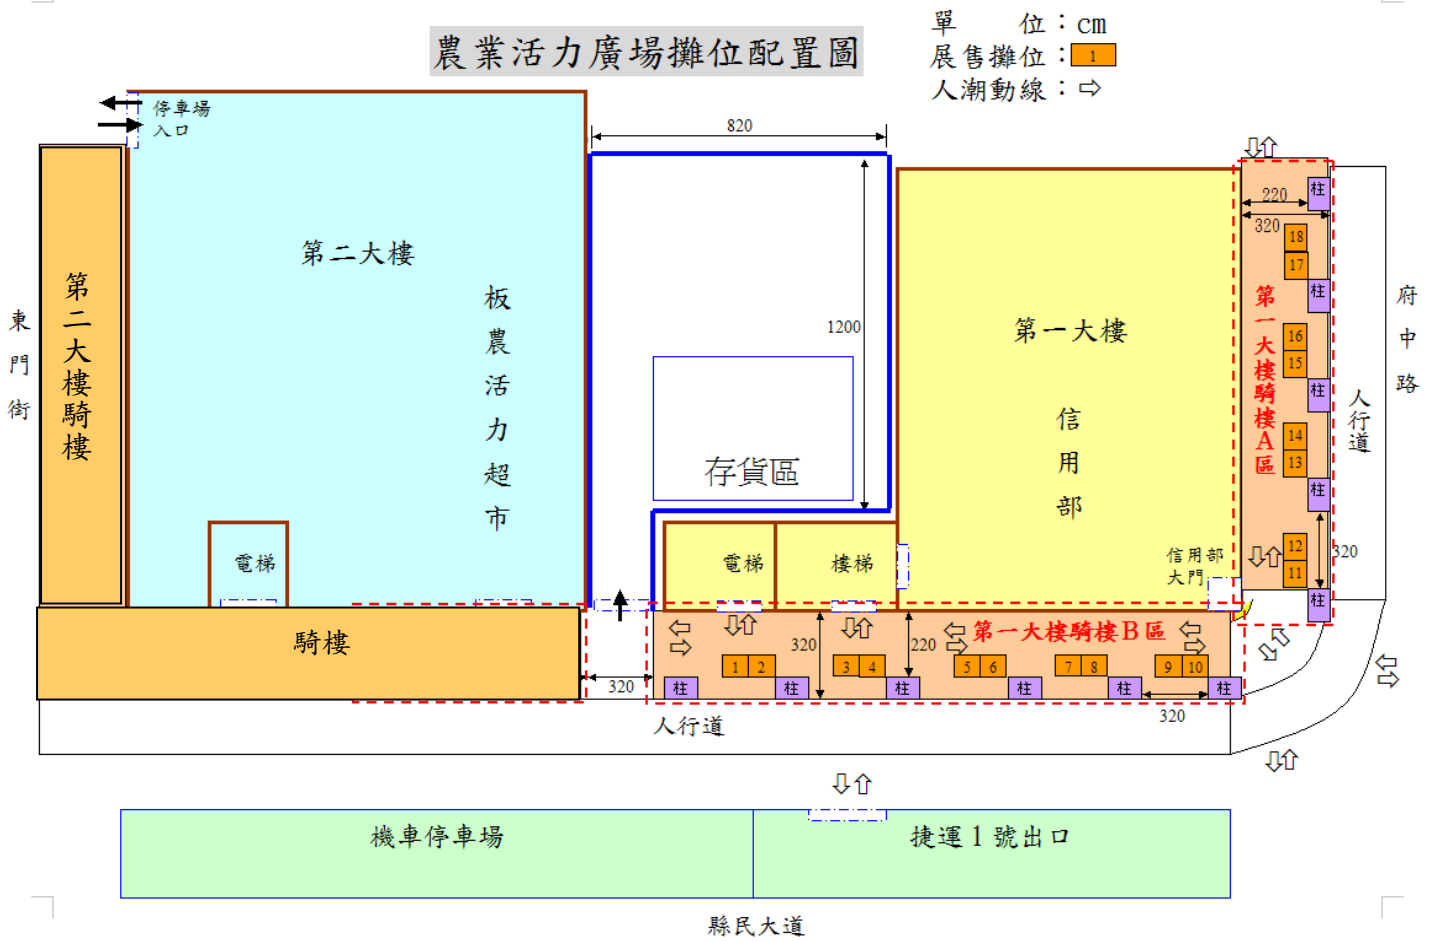 農業活力廣場攤位配置圖
單 位：cm
展售攤位： 1
人潮動線：⇨
停車場
入口
820
第二大樓
板農活力超市
第二大樓騎樓
東門街
電梯
騎樓
1200
存貨區
電梯
樓梯
第一大樓
信用部
信用部
大門
220
320
柱
18
17
柱
第一大樓騎樓A區
16
15
柱
14
13
柱
12
11
320
柱
人行道
府中路
第一大樓騎樓B區
320
220
1 2
3 4
5 6
7 8
9 10
柱 柱 柱 柱 柱 柱
320
320
人行道
機車停車場
捷運1號出口
縣民大道